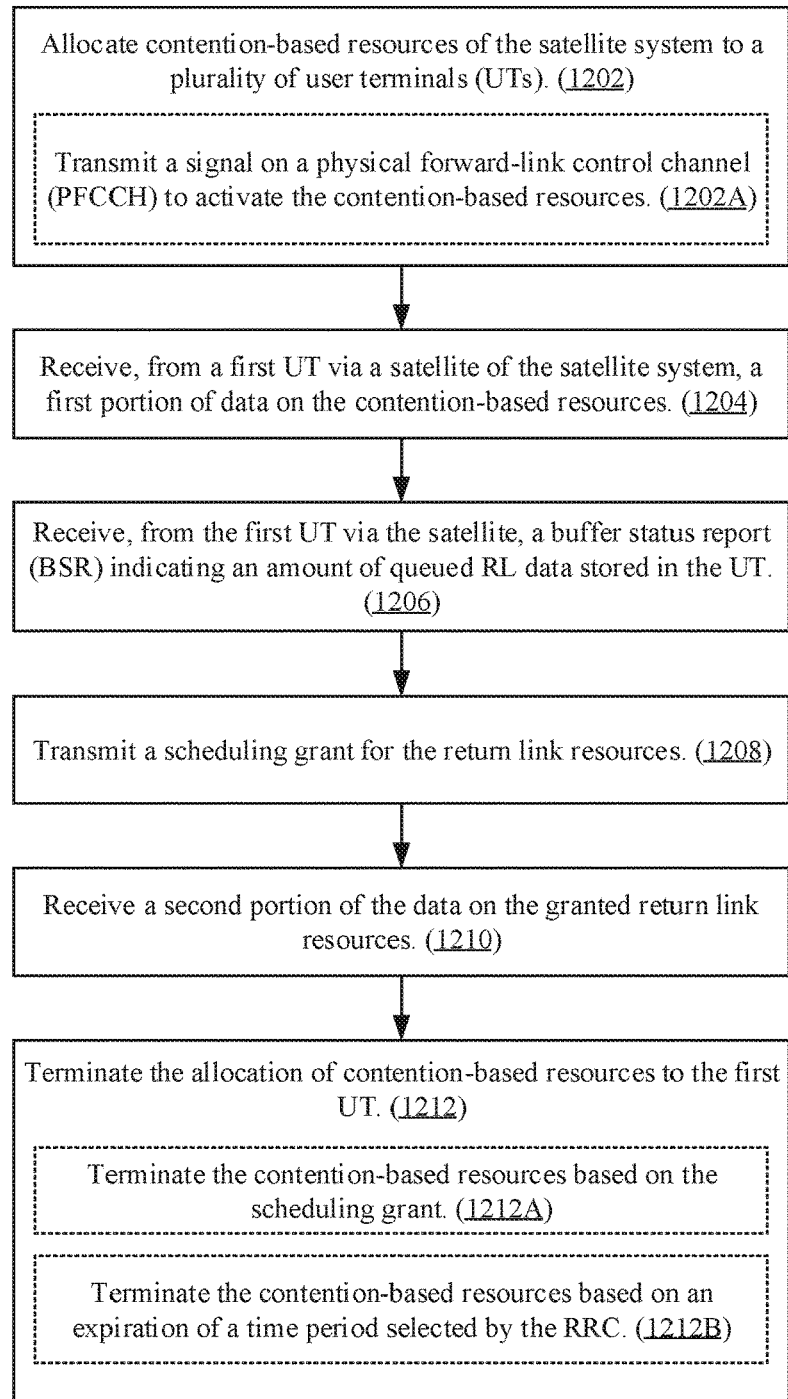 Allocate contention-based resources of the satellite system to a
plurality of user terminals (UTs). (1202)
Transmit a signal on a physical forward-link control channel
(PFCCH) to activate the contention-based resources. (1202A)
Receive, from a first UT via a satellite of the satellite system, a
first portion of data on the contention-based resources. (1204)
Receive, from the first UT via the satellite, a buffer status report
(BSR) indicating an amount of queued RL data stored in the UT.
(1206)
Transmit a scheduling grant for the return link resources. (1208)
Receive a second portion of the data on the granted return link
resources. (1210)
Terminate the allocation of contention-based resources to the first
UT. (1212)
Terminate the contention-based resources based on the
scheduling grant. (1212A)
Terminate the contention-based resources based on an
expiration of a time period selected by the RRC. (1212B)